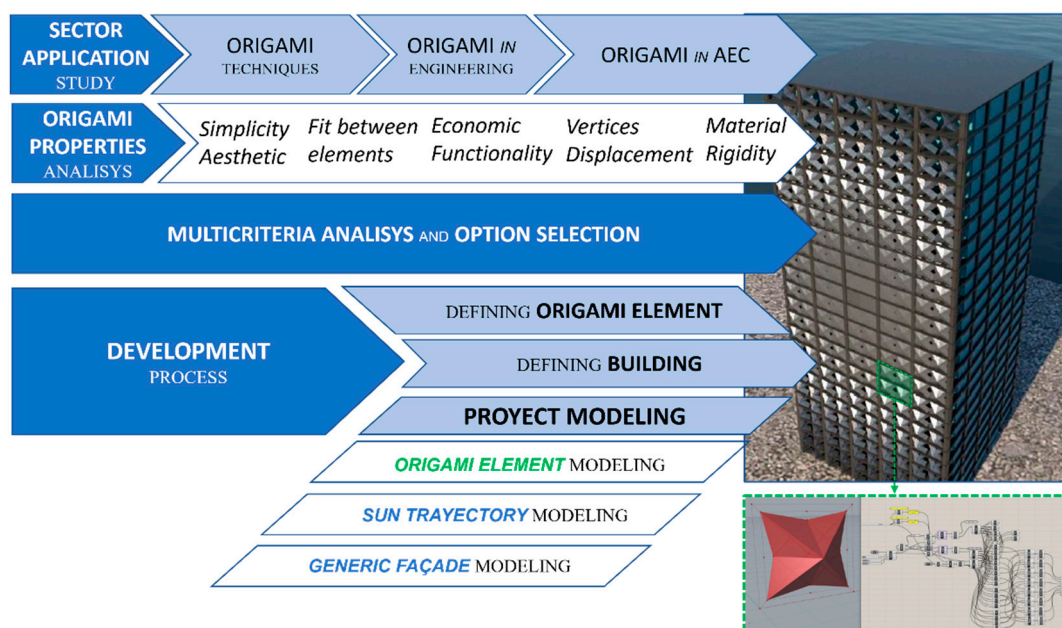 SECTOR
APPLICATION
STUDY
ORIGAMI
TECHNIQUES
ORIGAMI IN
ENGINEERING
ORIGAMI IN AEC
ORIGAMI
PROPERTIES
ANALISYS
Simplicity
Aesthetic
Fit between
elements
Economic
Functionality
Vertices
Displacement
Material
Rigidity
MULTICRITERIA ANALISYS AND OPTION SELECTION
DEVELOPMENT
PROCESS
DEFINING ORIGAMI ELEMENT
DEFINING BUILDING
PROYECT MODELING
ORIGAMI ELEMENT MODELING
SUN TRAYECTORY MODELING
GENERIC FAÇADE MODELING